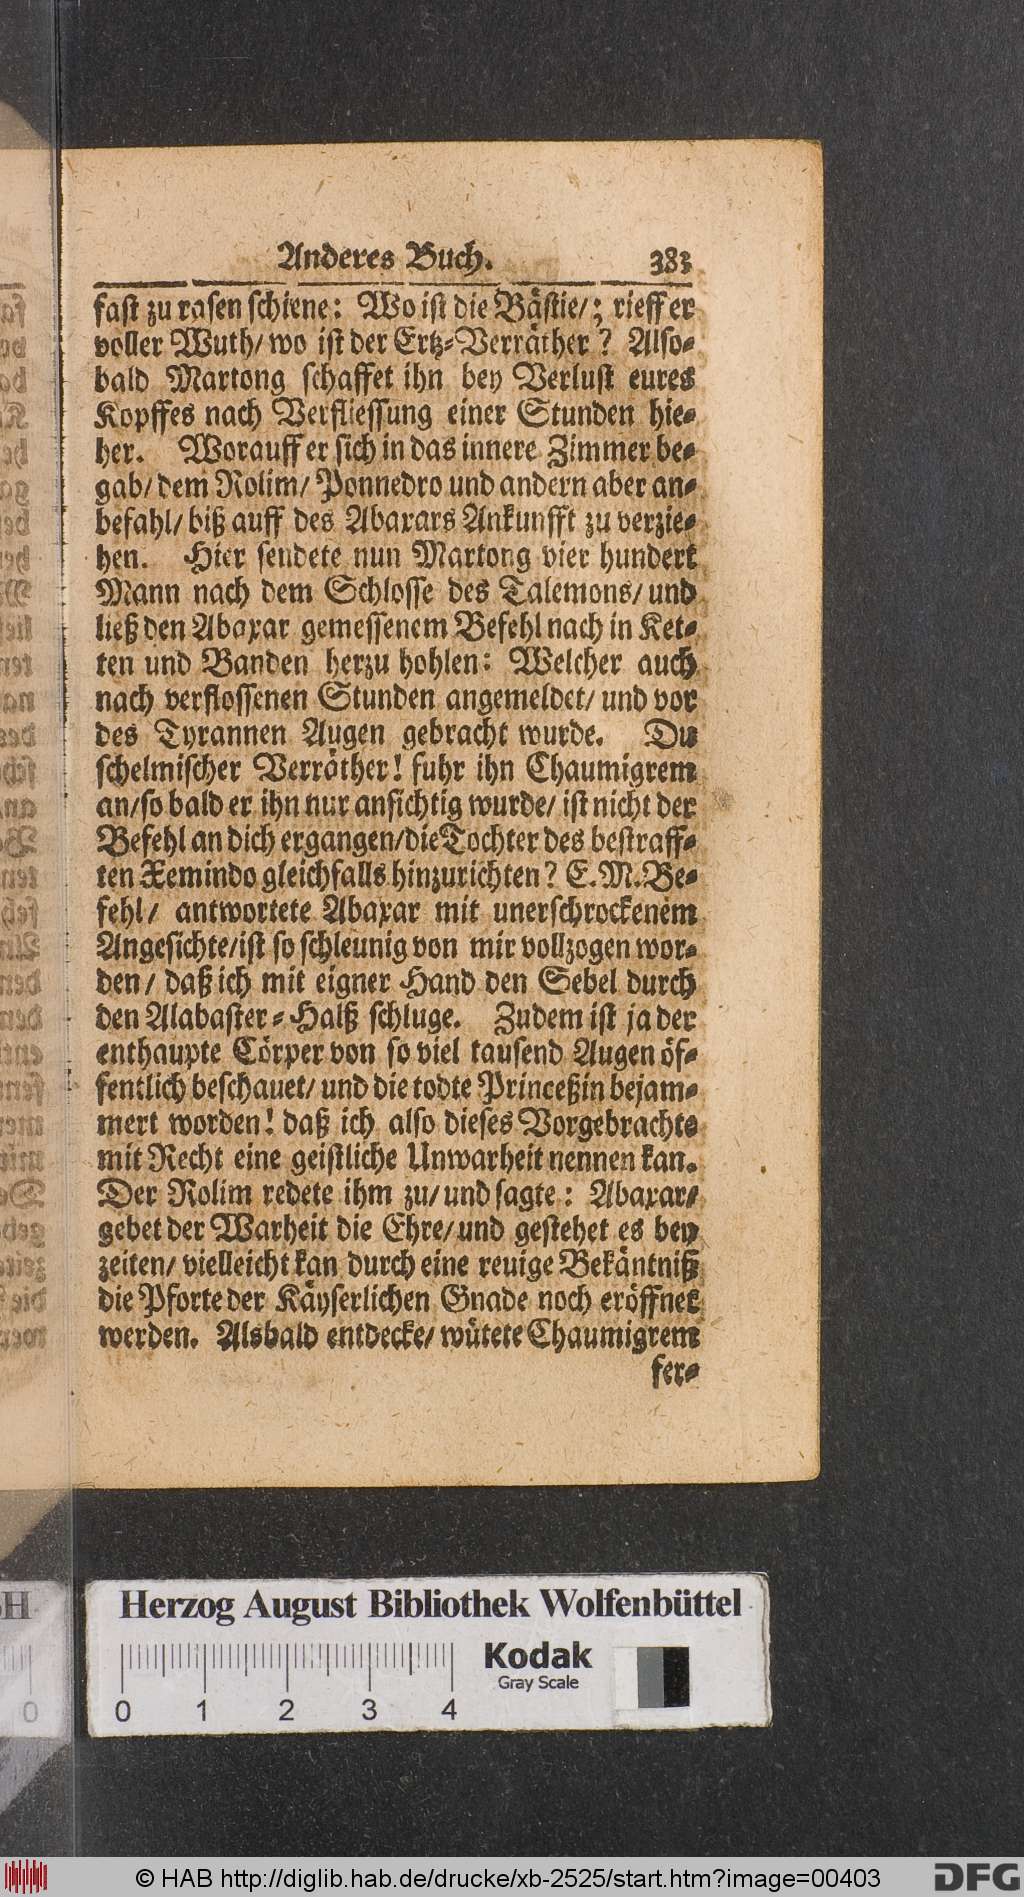 Anderes Buch. 383
fast zu rasen schiene: Wo ist die Bästie/; rieff er
voller Wuth/ wo ist der Ertz-Verräther? Also-
bald Martong schaffet ihn bey Verlust eures
Kopffes nach Verfliessung einer Stunden hie-
her. Worauff er sich in das innere Zimmer be-
gab/ dem Rolim/ Ponnedro und andern aber an-
befahl/ biß auff des Abaxars Ankunfft zu verzie-
hen. Hier sendete nun Martong vier hundert
Mann nach dem Schlosse des Talemons/ und
ließ den Abaxar gemessenem Befehl nach in Ket-
ten und Banden herzu hohlen: Welcher auch
nach verflossenen Stunden angemeldet/ und vor
des Tyrannen Augen gebracht wurde. Du
schelmischer Verräther! fuhr ihn Chaumigrem
an/ so bald er ihn nur ansichtig wurde/ ist nicht der
Befehl an dich ergangen/ die Tochter des bestraff-
ten Xemindo gleichfalls hinzurichten? E. M. Be-
fehl/ antwortete Abaxar mit unerschrockenem
Angesichte/ ist so schleunig von mir vollzogen wor-
den/ daß ich mit eigner Hand den Sebel durch
den Alabaster-Halß schluge. Zudem ist ja der
enthaupte Cörper von so viel tausend Augen öf-
fentlich beschauet/ und die todte Princeßin bejam-
mert worden! daß ich also dieses Vorgebrachte
mit Recht eine geistliche Unwarheit nennen kan.
Der Rolim redete ihm zu/ und sagte: Abaxar/
gebet der Warheit die Ehre/ und gestehet es bey
zeiten/ vielleicht kan durch eine reuige Bekäntniß
die Pforte der Käyserlichen Gnade noch eröffnet
werden. Alsbald entdecke/ wütete Chaumigrem
fer-
Herzog August Bibliothek Wolfenbüttel
Kodak
Gray Scale
0 1 2 3 4
© HAB http://diglib.hab.de/drucke/xb-2525/start.htm?image=00403
DFG